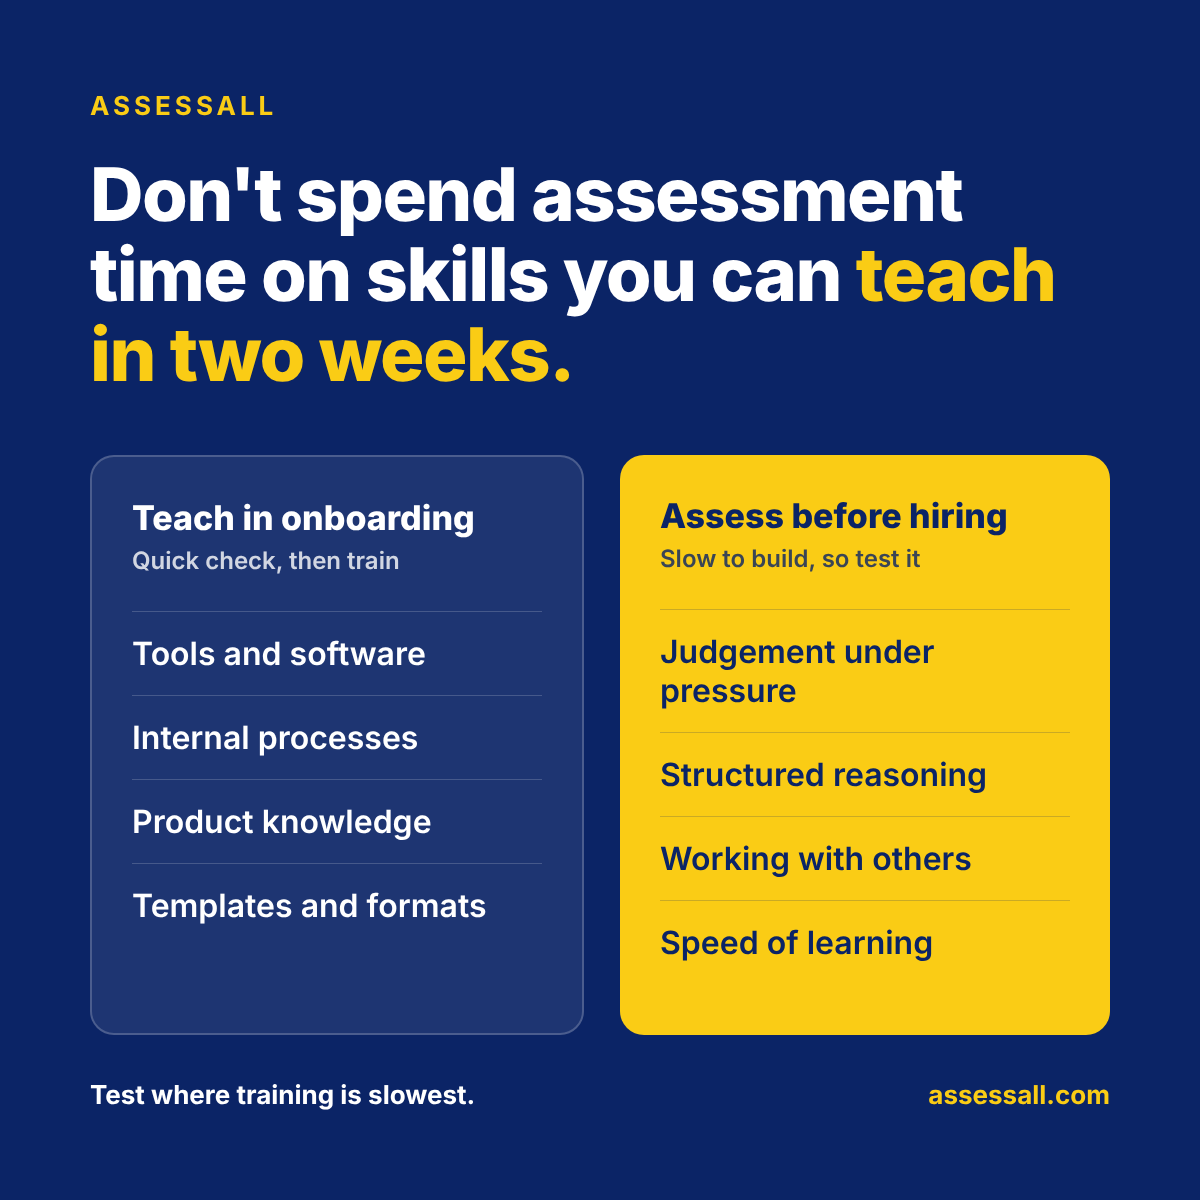 ASSESSALL
Don't spend assessment
time on skills you can teach
in two weeks.
Teach in onboarding
Quick check, then train
Tools and software
Internal processes
Product knowledge
Templates and formats
Assess before hiring
Slow to build, so test it
Judgement under
pressure
Structured reasoning
Working with others
Speed of learning
Test where training is slowest.
assessall.com